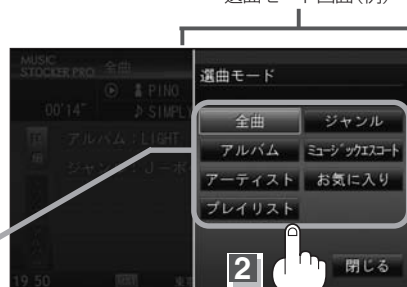 選曲モード画面(例)
MUSIC
STOCKER PRO 全曲
PINO
00'14" ♪ SIMPLY
アルバム:LIGHT
ジャンル:Jーポ
選曲モード
全曲 ジャンル
アルバム ミュージックエスコート
アーティスト お気に入り
プレイリスト
2
閉じる
19 50